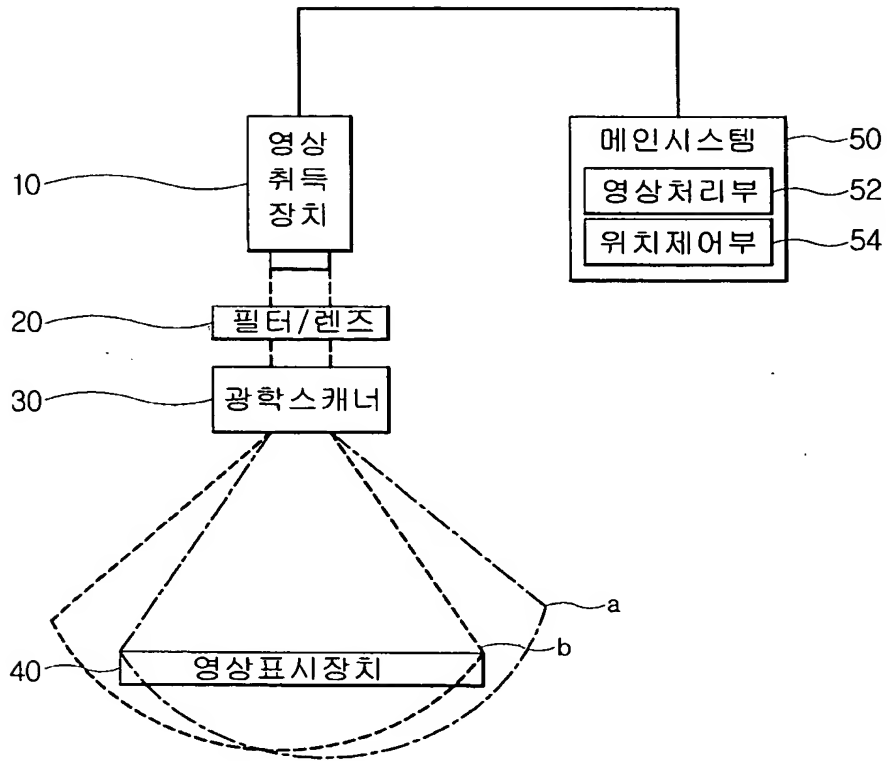 영상
취득
장치
10
메인시스템
50
영상처리부
52
위치제어부
54
필터/렌즈
20
광학스캐너
30
a
b
영상표시장치
40